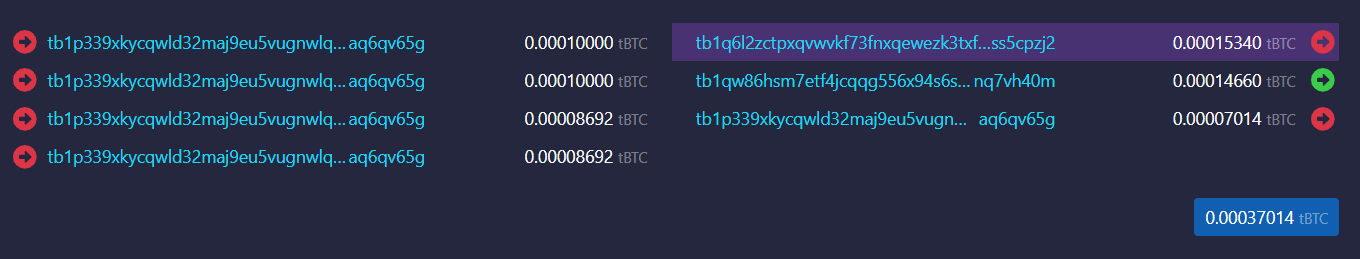 tb1p339xkycqwld32maj9eu5vugnwlq...aq6qv65g 0.00010000 tBTC
tb1q6l2zctpxqvwvkf73fnxqewezk3txf...ss5cpzj2 0.00015340 tBTC
tb1p339xkycqwld32maj9eu5vugnwlq...aq6qv65g 0.00010000 tBTC
tb1qw86hsm7etf4jcqqg556x94s6s...nq7vh40m 0.00014660 tBTC
tb1p339xkycqwld32maj9eu5vugnwlq...aq6qv65g 0.00008692 tBTC
tb1p339xkycqwld32maj9eu5vugn... aq6qv65g 0.00007014 tBTC
tb1p339xkycqwld32maj9eu5vugnwlq...aq6qv65g 0.00008692 tBTC
0.00037014 tBTC